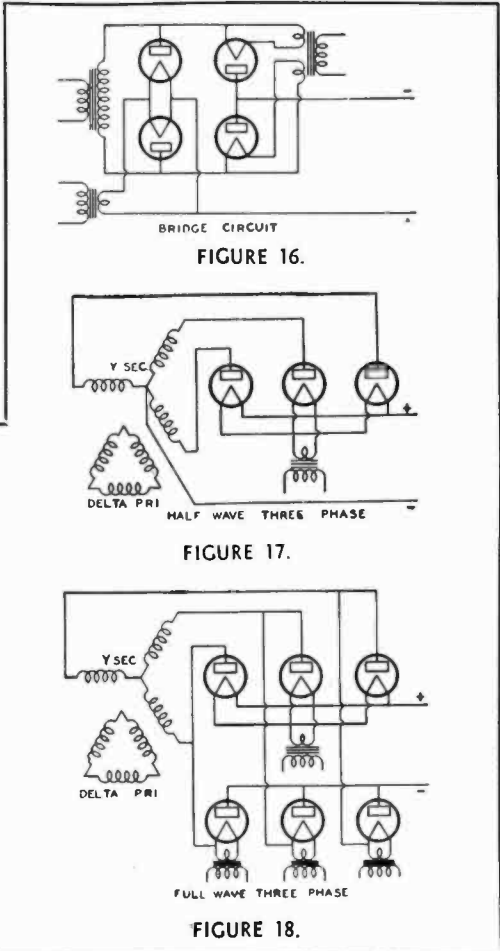 -
+
BRIDGE CIRCUIT
FIGURE 16.
Y SEC.
+
DELTA PRI
-
HALF WAVE THREE PHASE
FIGURE 17.
Y SEC.
+
DELTA PRI
-
FULL WAVE THREE PHASE
FIGURE 18.